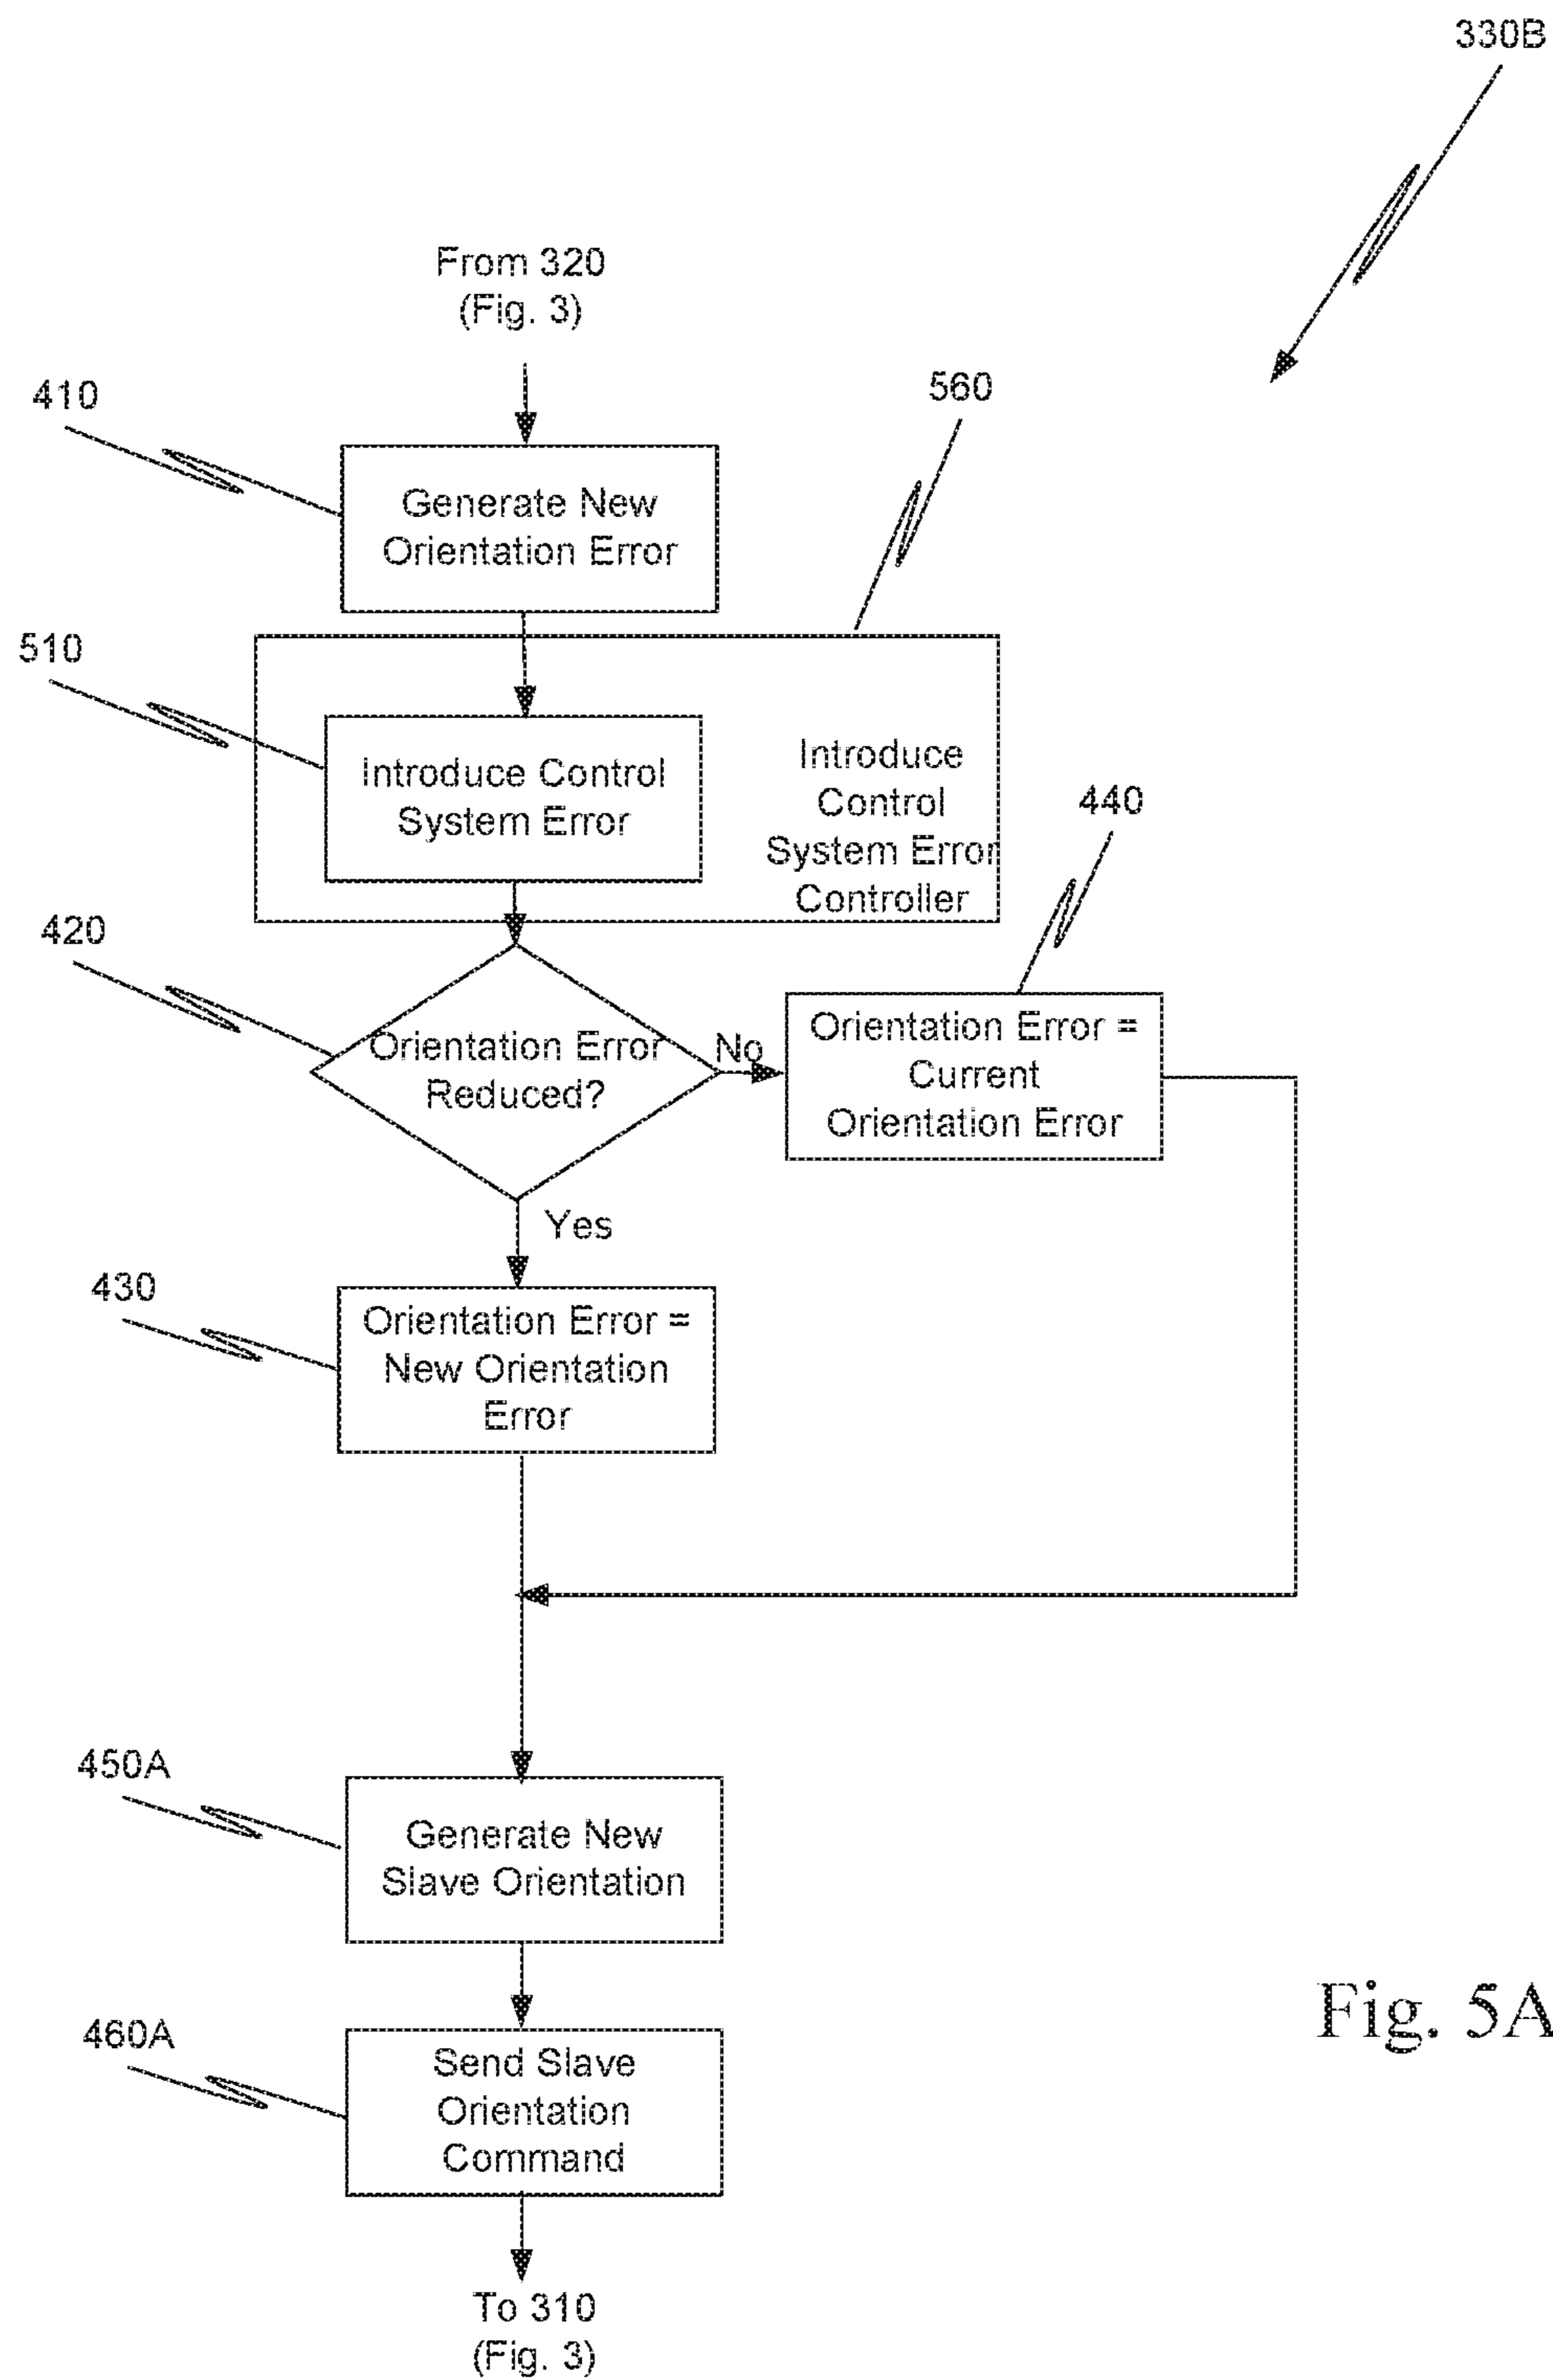 330B
From 320
(Fig. 3)
410
560
Generate New
Orientation Error
510
Introduce Control
System Error
Introduce
Control
System Error
Controller
440
420
Orientation Error
Reduced?
No
Orientation Error =
Current
Orientation Error
Yes
430
Orientation Error =
New Orientation
Error
450A
Generate New
Slave Orientation
460A
Send Slave
Orientation
Command
Fig. 5A
To 310
(Fig. 3)